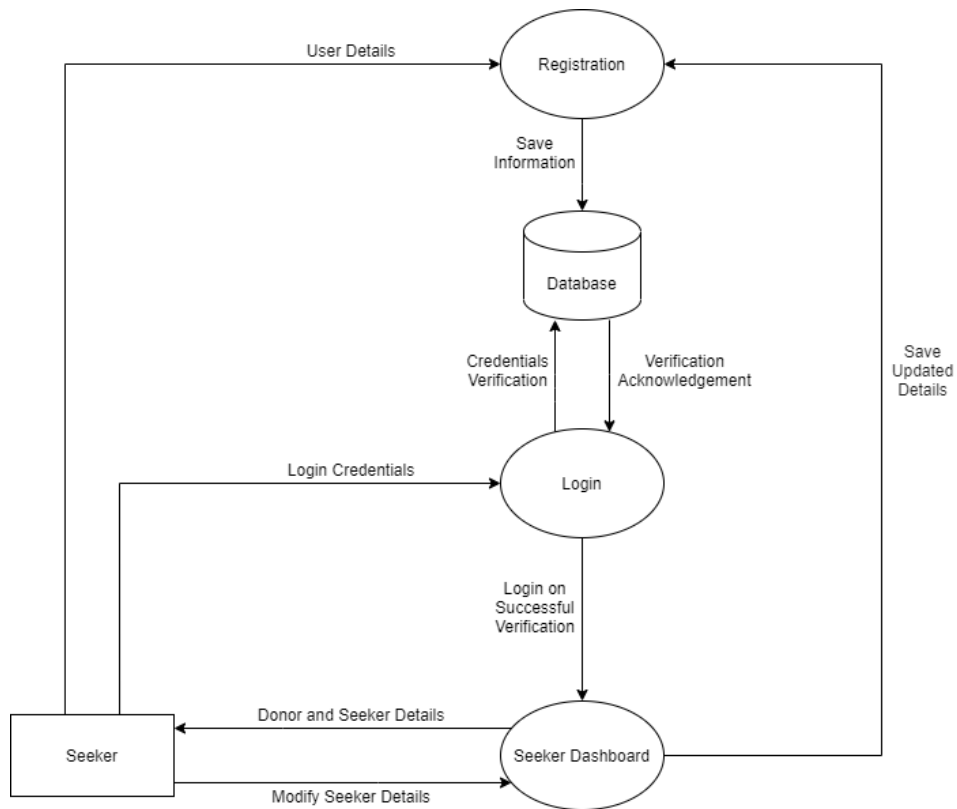 User Details
Registration
Save
Information
Database
Credentials
Verification
Verification
Acknowledgement
Save
Updated
Details
Login Credentials
Login
Login on
Successful
Verification
Donor and Seeker Details
Seeker
Seeker Dashboard
Modify Seeker Details